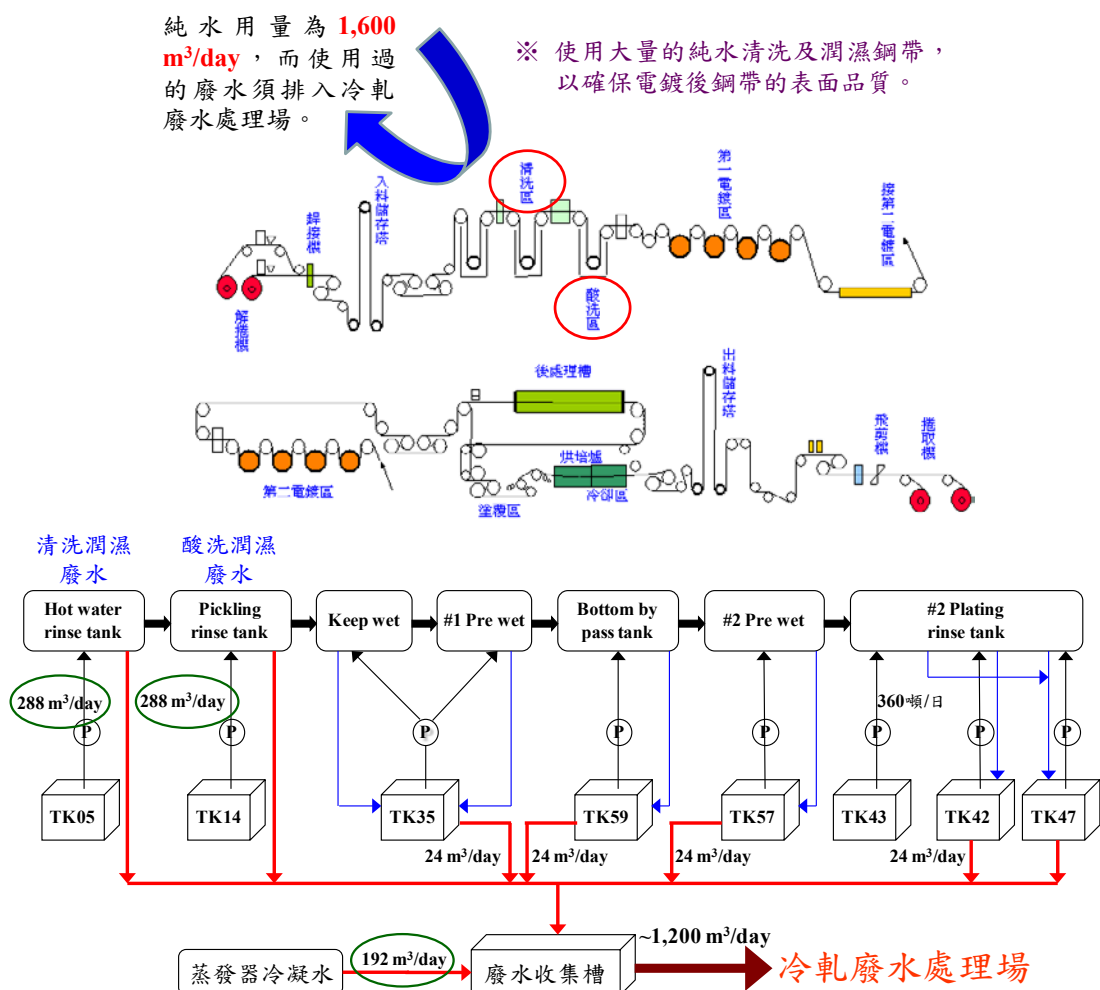 純水用量為 1,600
m³/day，而使用過
的廢水須排入冷軋
廢水處理場。
※ 使用大量的純水清洗及潤濕鋼帶，
以確保電鍍後鋼帶的表面品質。
解捲機
銲接機
入料儲存塔
清洗區
酸洗區
第一電鍍區
接第二電鍍區
第二電鍍區
後處理槽
塗覆區
烘焙爐
冷卻區
出料儲存塔
飛剪機
捲取機
清洗潤濕
廢水
酸洗潤濕
廢水
Hot water
rinse tank
Pickling
rinse tank
Keep wet
#1 Pre wet
Bottom by
pass tank
#2 Pre wet
#2 Plating
rinse tank
288 m³/day
288 m³/day
360噸/日
P
P
P
P
P
P
P
P
TK05
TK14
TK35
TK59
TK57
TK43
TK42
TK47
24 m³/day
24 m³/day
24 m³/day
24 m³/day
蒸發器冷凝水
192 m³/day
廢水收集槽
~1,200 m³/day
冷軋廢水處理場